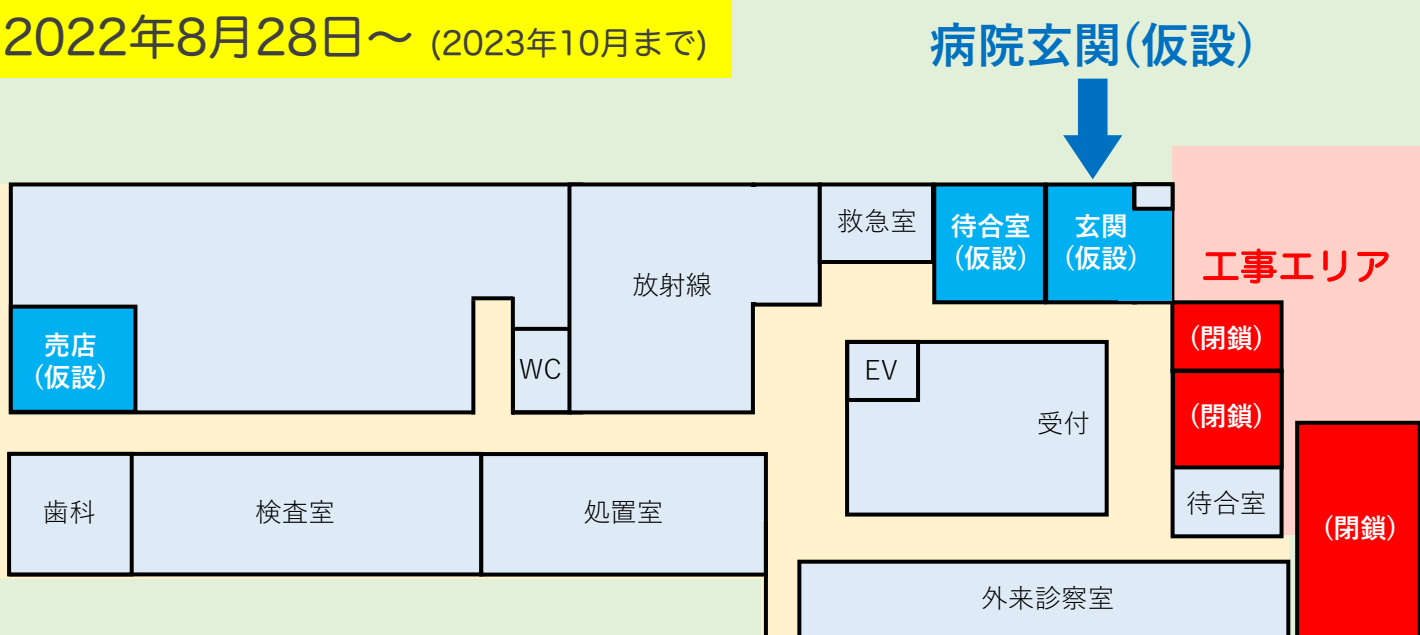 2022年8月28日～ (2023年10月まで)
病院玄関(仮設)
救急室
待合室
(仮設)
玄関
(仮設)
工事エリア
放射線
売店
(仮設)
WC
EV
受付
(閉鎖)
(閉鎖)
待合室
(閉鎖)
歯科
検査室
処置室
外来診察室